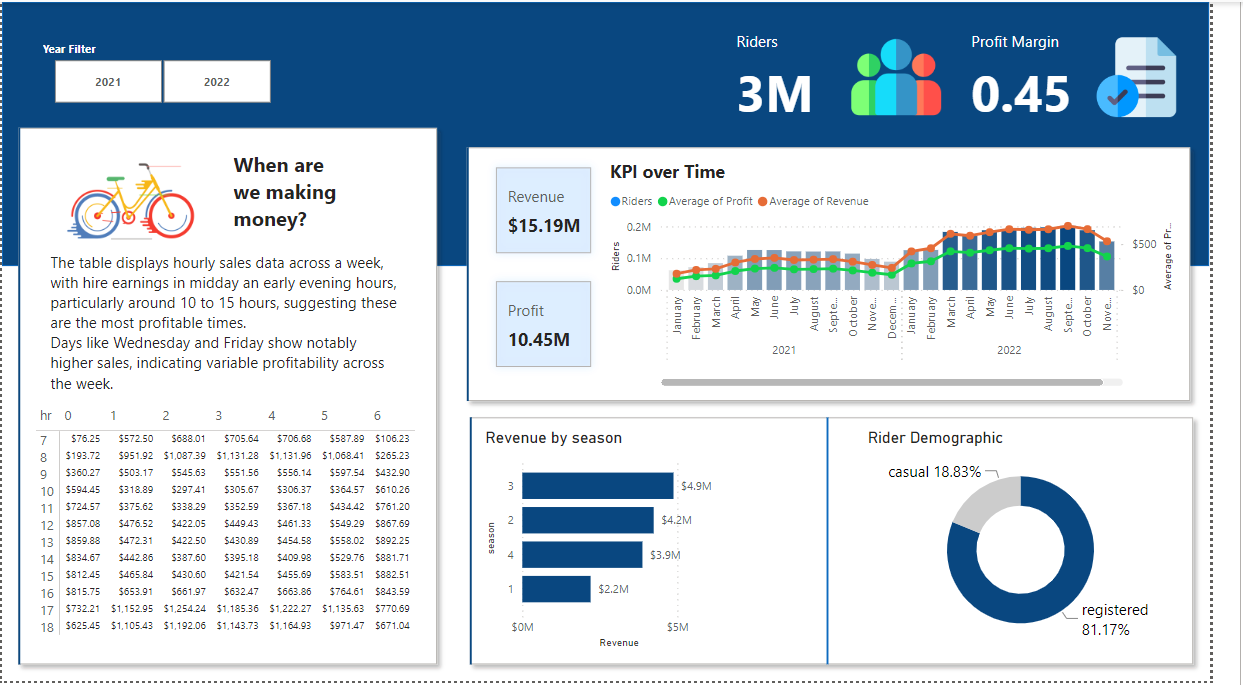 Year Filter
2021
2022
Riders
3M
Profit Margin
0.45
When are
we making
money?
The table displays hourly sales data across a week,
with hire earnings in midday an early evening hours,
particularly around 10 to 15 hours, suggesting these
are the most profitable times.
Days like Wednesday and Friday show notably
higher sales, indicating variable profitability across
the week.
hr 0 1 2 3 4 5 6
7 $76.25 $572.50 $688.01 $705.64 $706.68 $587.89 $106.23
8 $193.72 $951.92 $1,087.39 $1,131.28 $1,131.96 $1,068.41 $265.23
9 $360.27 $503.17 $545.63 $551.56 $556.14 $597.54 $432.90
10 $594.45 $318.89 $297.41 $305.67 $306.37 $364.57 $610.26
11 $724.57 $375.62 $338.29 $352.59 $367.18 $434.42 $761.20
12 $857.08 $476.52 $422.05 $449.43 $461.33 $549.29 $867.69
13 $859.88 $472.31 $422.50 $430.89 $454.58 $558.02 $892.25
14 $834.67 $442.86 $387.60 $395.18 $409.98 $529.76 $881.71
15 $812.45 $465.84 $430.60 $421.54 $455.69 $583.51 $882.51
16 $815.75 $653.91 $661.97 $632.47 $663.86 $764.61 $843.59
17 $732.21 $1,152.95 $1,254.24 $1,185.36 $1,222.27 $1,135.63 $770.69
18 $625.45 $1,105.43 $1,192.06 $1,143.73 $1,164.93 $971.47 $671.04
Revenue
$15.19M
Profit
10.45M
KPI over Time
Riders Average of Profit Average of Revenue
Riders
0.2M
0.1M
0.0M
$500
$0
Average of Pr...
January
February
March
April
May
June
July
August
Septe...
October
Nove...
Decem...
January
February
March
April
May
June
July
August
Septe...
October
Nove...
2021
2022
Revenue by season
season
3 $4.9M
2 $4.2M
4 $3.9M
1 $2.2M
$0M $5M
Revenue
Rider Demographic
casual 18.83%
registered
81.17%